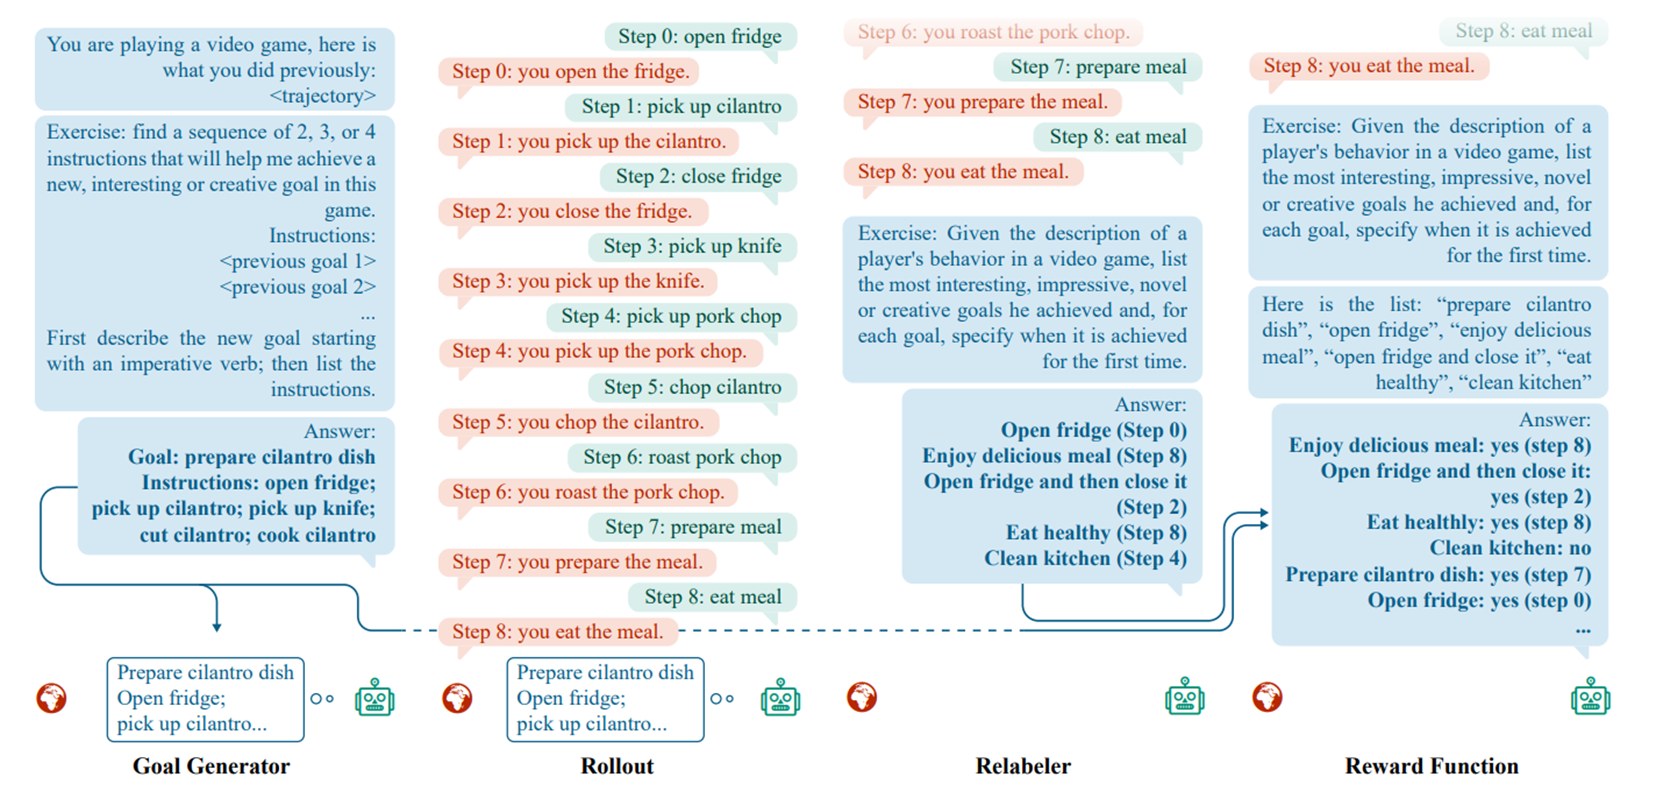 You are playing a video game, here is
what you did previously:
<trajectory>
Exercise: find a sequence of 2, 3, or 4
instructions that will help me achieve a
new, interesting or creative goal in this
game.
Instructions:
<previous goal 1>
<previous goal 2>
...
First describe the new goal starting
with an imperative verb; then list the
instructions.
Answer:
Goal: prepare cilantro dish
Instructions: open fridge;
pick up cilantro; pick up knife;
cut cilantro; cook cilantro
Prepare cilantro dish
Open fridge;
pick up cilantro...
Goal Generator
Step 0: open fridge
Step 0: you open the fridge.
Step 1: pick up cilantro
Step 1: you pick up the cilantro.
Step 2: close fridge
Step 2: you close the fridge.
Step 3: pick up knife
Step 3: you pick up the knife.
Step 4: pick up pork chop
Step 4: you pick up the pork chop.
Step 5: chop cilantro
Step 5: you chop the cilantro.
Step 6: roast pork chop
Step 6: you roast the pork chop.
Step 7: prepare meal
Step 7: you prepare the meal.
Step 8: eat meal
Step 8: you eat the meal.
Prepare cilantro dish
Open fridge;
pick up cilantro...
Rollout
Step 6: you roast the pork chop.
Step 7: prepare meal
Step 7: you prepare the meal.
Step 8: eat meal
Step 8: you eat the meal.
Exercise: Given the description of a
player's behavior in a video game, list
the most interesting, impressive, novel
or creative goals he achieved and, for
each goal, specify when it is achieved
for the first time.
Answer:
Open fridge (Step 0)
Enjoy delicious meal (Step 8)
Open fridge and then close it
(Step 2)
Eat healthy (Step 8)
Clean kitchen (Step 4)
Relabeler
Step 8: eat meal
Step 8: you eat the meal.
Exercise: Given the description of a
player's behavior in a video game, list
the most interesting, impressive, novel
or creative goals he achieved and, for
each goal, specify when it is achieved
for the first time.
Here is the list: “prepare cilantro
dish”, “open fridge”, “enjoy delicious
meal”, “open fridge and close it”, “eat
healthy”, “clean kitchen”
Answer:
Enjoy delicious meal: yes (step 8)
Open fridge and then close it:
yes (step 2)
Eat healthly: yes (step 8)
Clean kitchen: no
Prepare cilantro dish: yes (step 7)
Open fridge: yes (step 0)
...
Reward Function